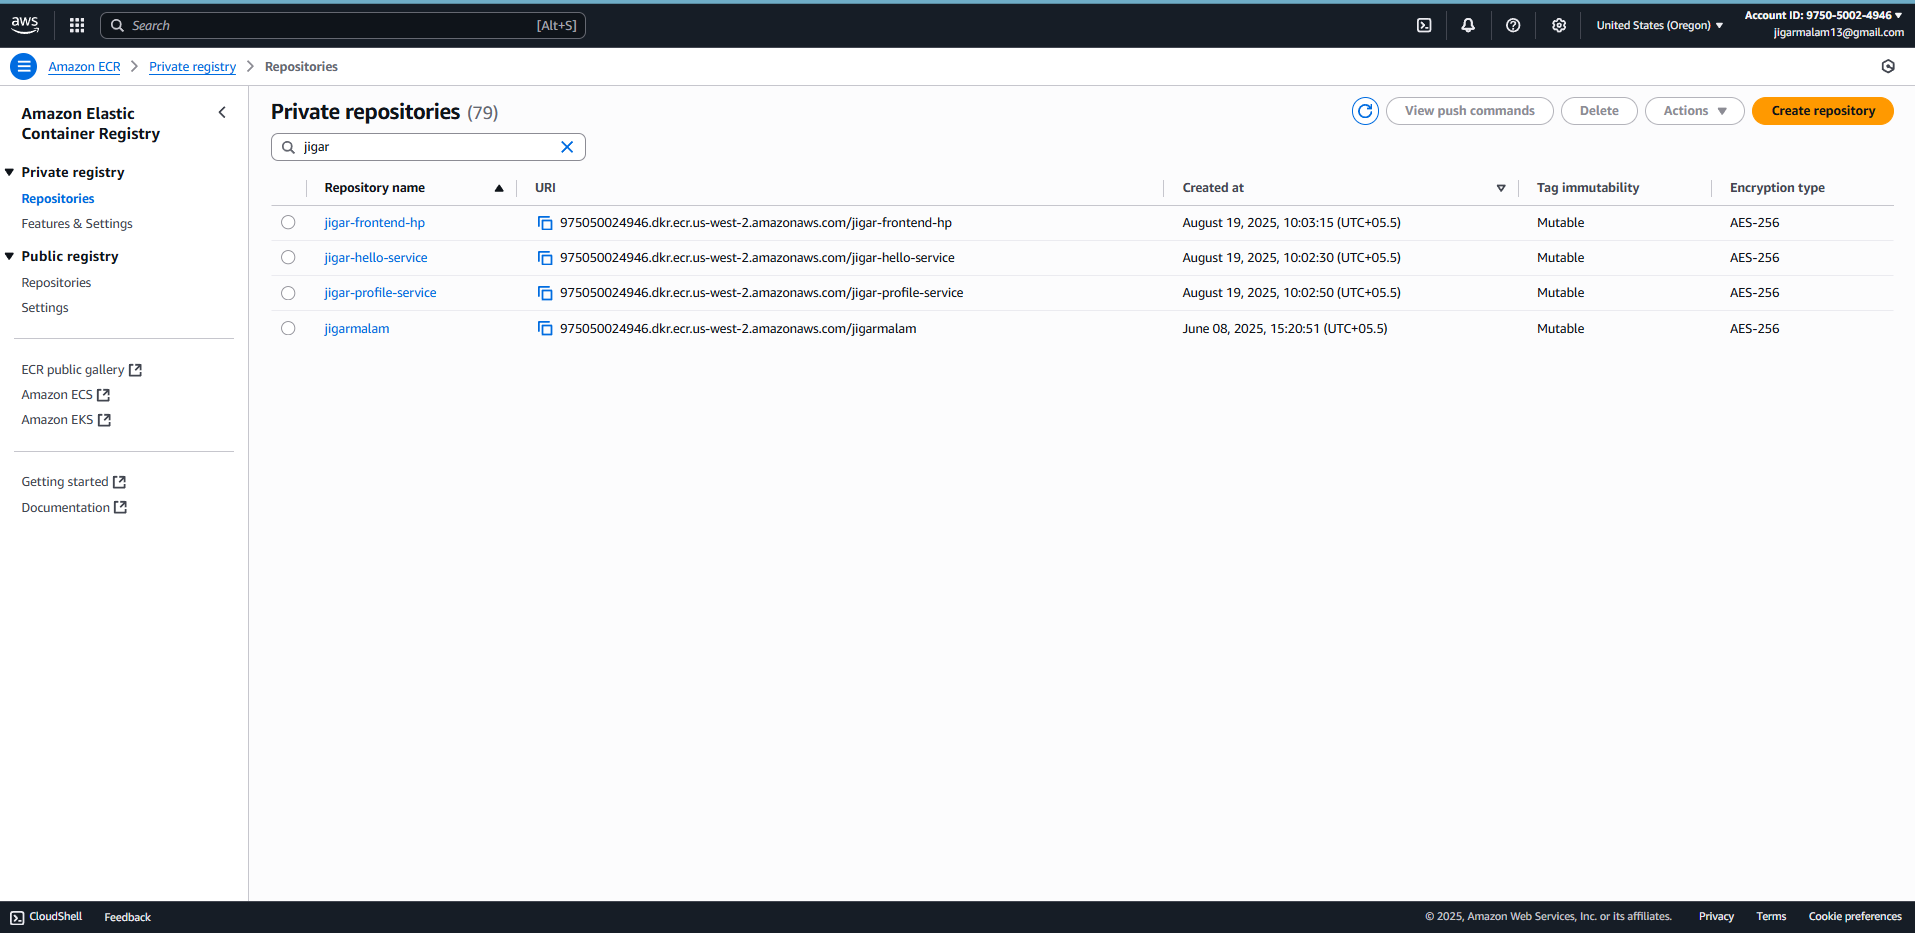 aws
Search [Alt+S]
United States (Oregon)
Account ID: 9750-5002-4946
jigarmalam13@gmail.com
Amazon ECR
Private registry
Repositories
Amazon Elastic
Container Registry
Private registry
Repositories
Features & Settings
Public registry
Repositories
Settings
ECR public gallery
Amazon ECS
Amazon EKS
Getting started
Documentation
Private repositories (79)
View push commands
Delete
Actions
Create repository
jigar
Repository name URI Created at Tag immutability Encryption type
jigar-frontend-hp 975050024946.dkr.ecr.us-west-2.amazonaws.com/jigar-frontend-hp August 19, 2025, 10:03:15 (UTC+05.5) Mutable AES-256
jigar-hello-service 975050024946.dkr.ecr.us-west-2.amazonaws.com/jigar-hello-service August 19, 2025, 10:02:30 (UTC+05.5) Mutable AES-256
jigar-profile-service 975050024946.dkr.ecr.us-west-2.amazonaws.com/jigar-profile-service August 19, 2025, 10:02:50 (UTC+05.5) Mutable AES-256
jigarmalam 975050024946.dkr.ecr.us-west-2.amazonaws.com/jigarmalam June 08, 2025, 15:20:51 (UTC+05.5) Mutable AES-256
CloudShell Feedback © 2025, Amazon Web Services, Inc. or its affiliates. Privacy Terms Cookie preferences